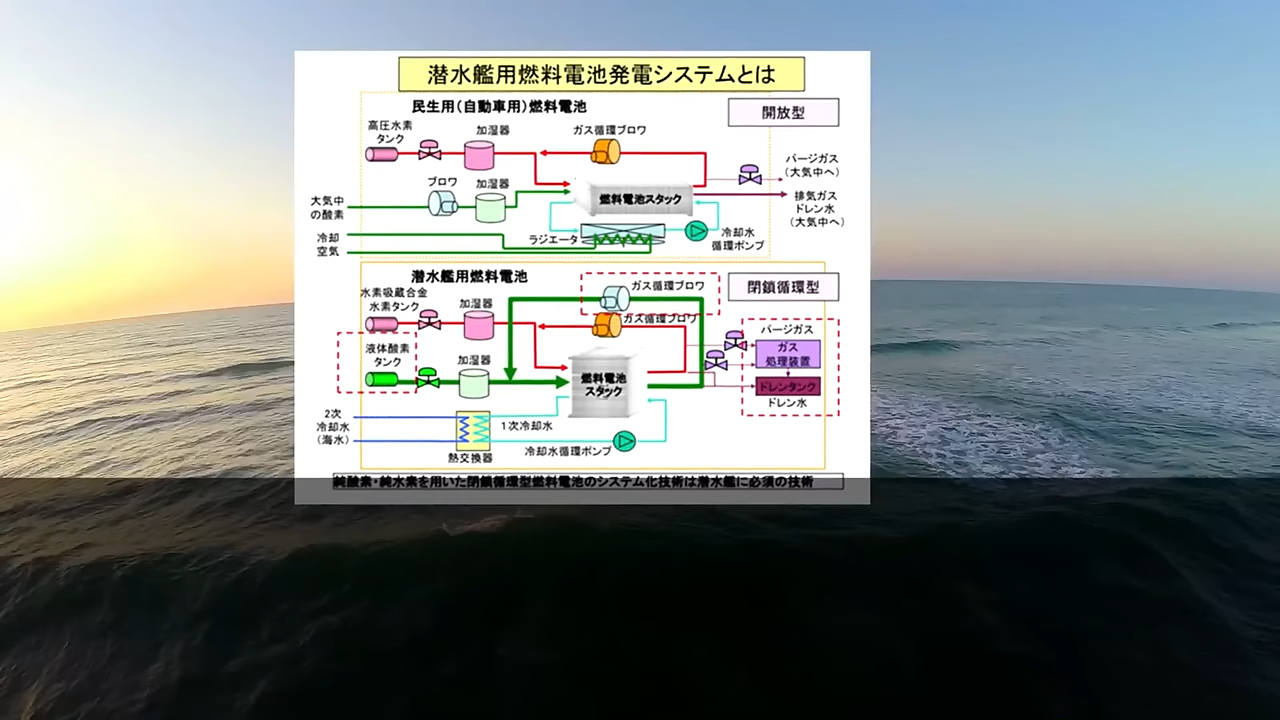 潜水艦用燃料電池発電システムとは
民生用(自動車用)燃料電池
開放型
高圧水素
タンク
加湿器
ガス循環ブロワ
パージガス
(大気中へ)
ブロワ
加湿器
大気中
の酸素
燃料電池スタック
排気ガス
ドレン水
(大気中へ)
冷却
空気
ラジエータ
冷却水
循環ポンプ
潜水艦用燃料電池
閉鎖循環型
水素吸蔵合金
水素タンク
加湿器
ガス循環ブロワ
ガス循環ブロワ
パージガス
ガス
処理装置
液体酸素
タンク
加湿器
燃料電池
スタック
ドレンタンク
ドレン水
2次
冷却水
(海水)
1次冷却水
熱交換器
冷却水循環ポンプ
純酸素・純水素を用いた閉鎖循環型燃料電池のシステム化技術は潜水艦に必須の技術